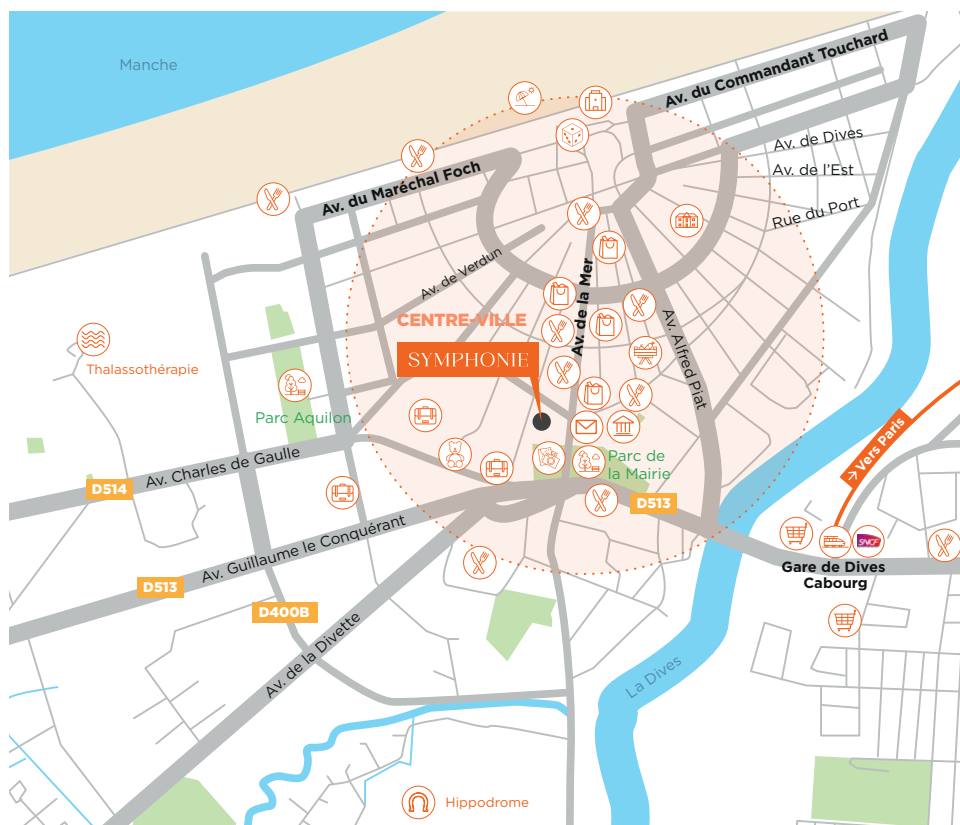 Manche
Av. du Commandant Touchard
Av. de Dives
Av. de l'Est
Rue du Port
Av. du Maréchal Foch
Av. de Verdun
Av. de la Mer
CENTRE-VILLE
SYMPHONIE
Av. Alfred Piat
Thalassothérapie
Parc Aquilon
Av. Charles de Gaulle
D514
Parc de
la Mairie
D513
Vers Paris
SNCF
Gare de Dives
Cabourg
Av. Guillaume le Conquérant
D513
D400B
Av. de la Divette
La Dives
Hippodrome